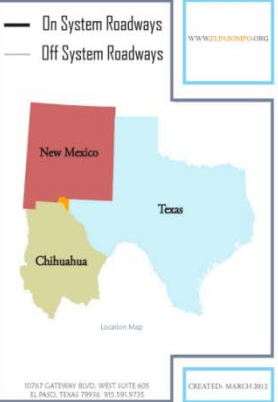 On System Roadways
Off System Roadways
WWW.ELPASOMPO.ORG
New Mexico
Texas
Chihuahua
Location Map
10767 GATEWAY BLVD. WEST SUITE 605
EL PASO, TEXAS 79936 915.591.9735
CREATED: MARCH 2012